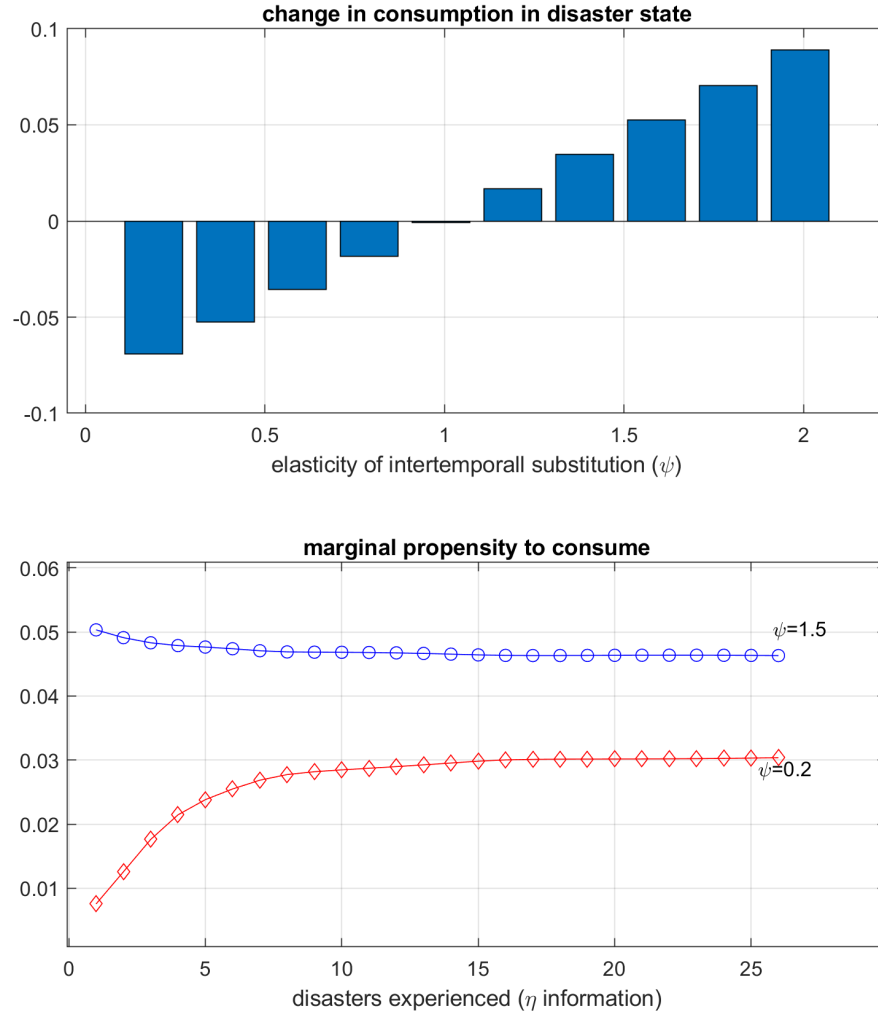 change in consumption in disaster state
0.1
0.05
0
-0.05
-0.1
0 0.5 1 1.5 2
elasticity of intertemporall substitution (ψ)
marginal propensity to consume
0.06
0.05
0.04
0.03
0.02
0.01
ψ=1.5
ψ=0.2
0 5 10 15 20 25
disasters experienced (η information)